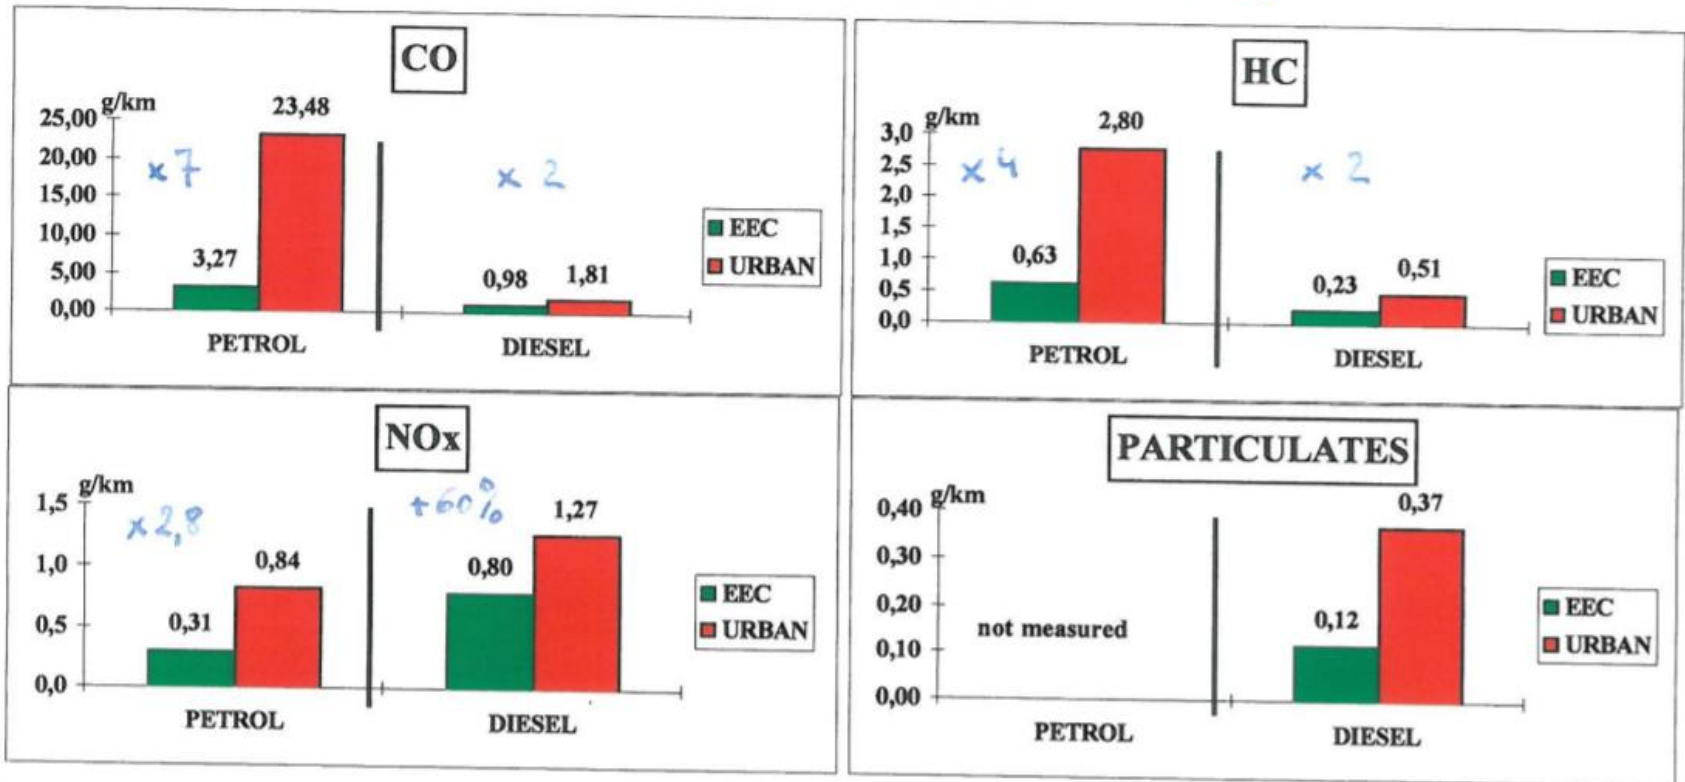 CO
g/km
25,00
20,00
15,00
10,00
5,00
0,00
23,48
3,27
0,98
1,81
x 7
x 2
EEC
URBAN
PETROL
DIESEL
HC
g/km
3,0
2,5
2,0
1,5
1,0
0,5
0,0
2,80
0,63
0,23
0,51
x 4
x 2
EEC
URBAN
PETROL
DIESEL
NOx
g/km
1,5
1,0
0,5
0,0
x 2,8
+60%
0,31
0,84
0,80
1,27
EEC
URBAN
PETROL
DIESEL
PARTICULATES
g/km
0,40
0,30
0,20
0,10
0,00
not measured
0,12
0,37
EEC
URBAN
PETROL
DIESEL